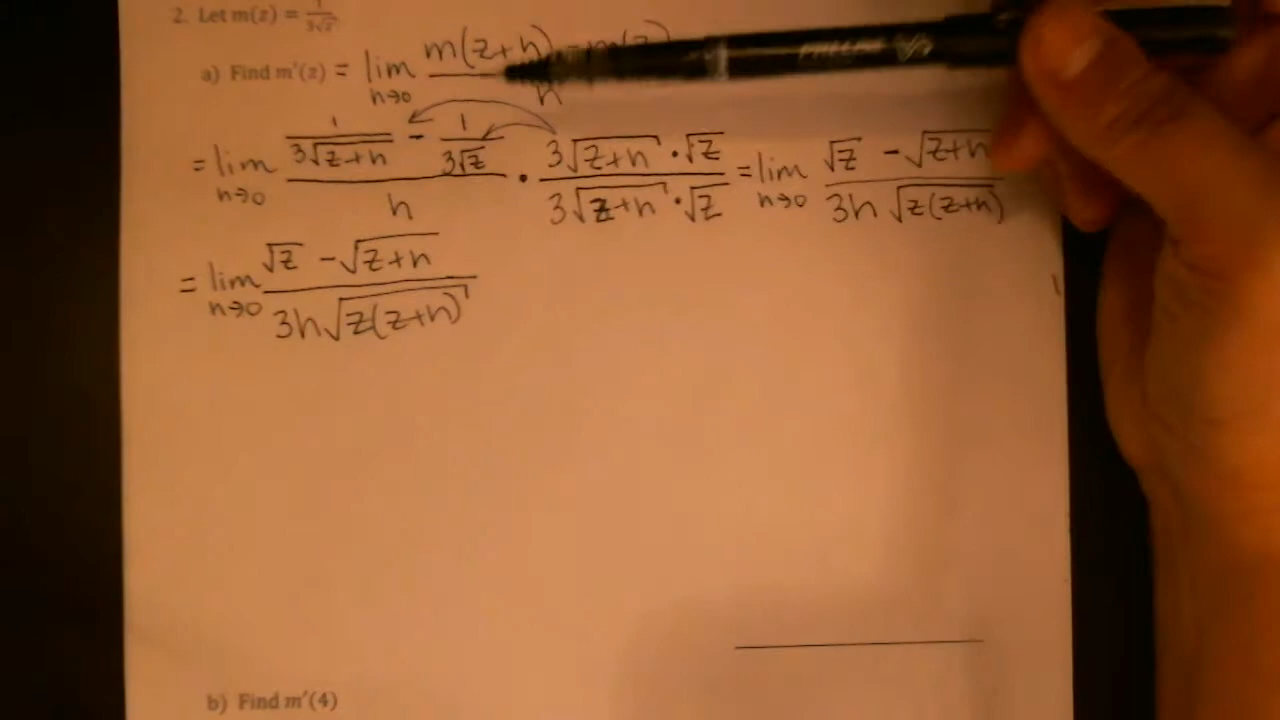 2. Let m(z) = 1/(3√z)
a) Find m'(z) = lim h→0 (m(z+h) - m(z))/h
= lim h→0 (1/(3√(z+h)) - 1/(3√z))/h · (3√(z+h) · √z)/(3√(z+h) · √z) = lim h→0 (√z - √(z+h))/(3h√(z(z+h)))
= lim h→0 (√z - √(z+h))/(3h√(z(z+h)))
b) Find m'(4)